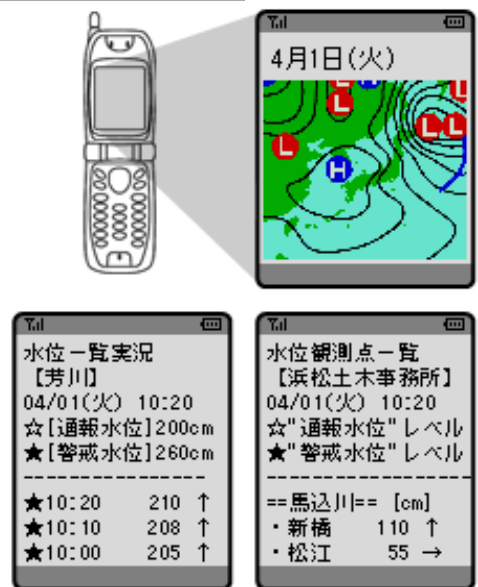 4月1日(火)
L
L
L
H
L
L
H
水位一覧実況
【芳川】
04/01(火) 10:20
☆[通報水位]200cm
★[警戒水位]260cm
--------------------
★10:20 210 ↑
★10:10 208 ↑
★10:00 205 ↑
水位観測点一覧
【浜松土木事務所】
04/01(火) 10:20
☆"通報水位"レベル
★"警戒水位"レベル
--------------------
==馬込川== [cm]
・新橋 110 ↑
・松江 55 →